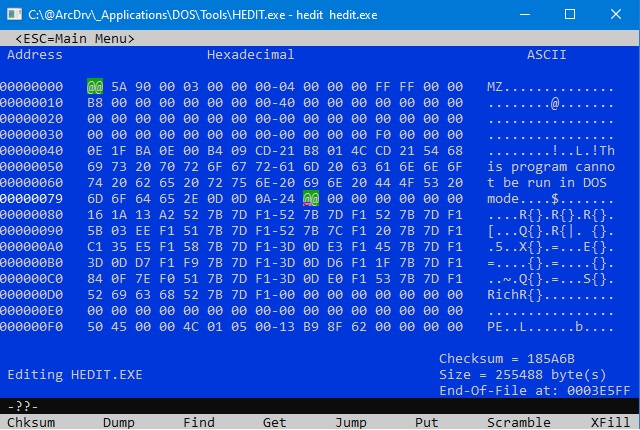 C:\@ArcDrv\_Applications\DOS\Tools\HEDIT.exe - hedit hedit.exe
<ESC=Main Menu>
Address Hexadecimal ASCII
00000000 @@ 5A 90 00 03 00 00 00-04 00 00 00 FF FF 00 00 MZ..............
00000010 B8 00 00 00 00 00 00 00-40 00 00 00 00 00 00 00 ........@.......
00000020 00 00 00 00 00 00 00 00-00 00 00 00 00 00 00 00 ................
00000030 00 00 00 00 00 00 00 00-00 00 00 00 F0 00 00 00 ................
00000040 0E 1F BA 0E 00 B4 09 CD-21 B8 01 4C CD 21 54 68 ........!..L.!Th
00000050 69 73 20 70 72 6F 67 72-61 6D 20 63 61 6E 6E 6F is program canno
00000060 74 20 62 65 20 72 75 6E-20 69 6E 20 44 4F 53 20 t be run in DOS
00000079 6D 6F 64 65 2E 0D 0D 0A-24 @@ 00 00 00 00 00 00 mode....$.......
00000080 16 1A 13 A2 52 7B 7D F1-52 7B 7D F1 52 7B 7D F1 ....R{}.R{}.R{}.
00000090 5B 03 EE F1 51 7B 7D F1-52 7B 7C F1 20 7B 7D F1 [...Q{}.R{|. {}.
000000A0 C1 35 E5 F1 58 7B 7D F1-3D 0D E3 F1 45 7B 7D F1 .5..X{}.=...E{}.
000000B0 3D 0D D7 F1 F9 7B 7D F1-3D 0D D6 F1 1F 7B 7D F1 =....{}.=....{}.
000000C0 84 0F 7E F0 51 7B 7D F1-3D 0D E0 F1 53 7B 7D F1 ..~.Q{}.=...S{}.
000000D0 52 69 63 68 52 7B 7D F1-00 00 00 00 00 00 00 00 RichR{}.........
000000E0 00 00 00 00 00 00 00 00-00 00 00 00 00 00 00 00 ................
000000F0 50 45 00 00 4C 01 05 00-13 B9 8F 62 00 00 00 00 PE..L......b....
Checksum = 185A6B
Editing HEDIT.EXE Size = 255488 byte(s)
End-Of-File at: 0003E5FF
-??-
Chksum Dump Find Get Jump Put Scramble XFill